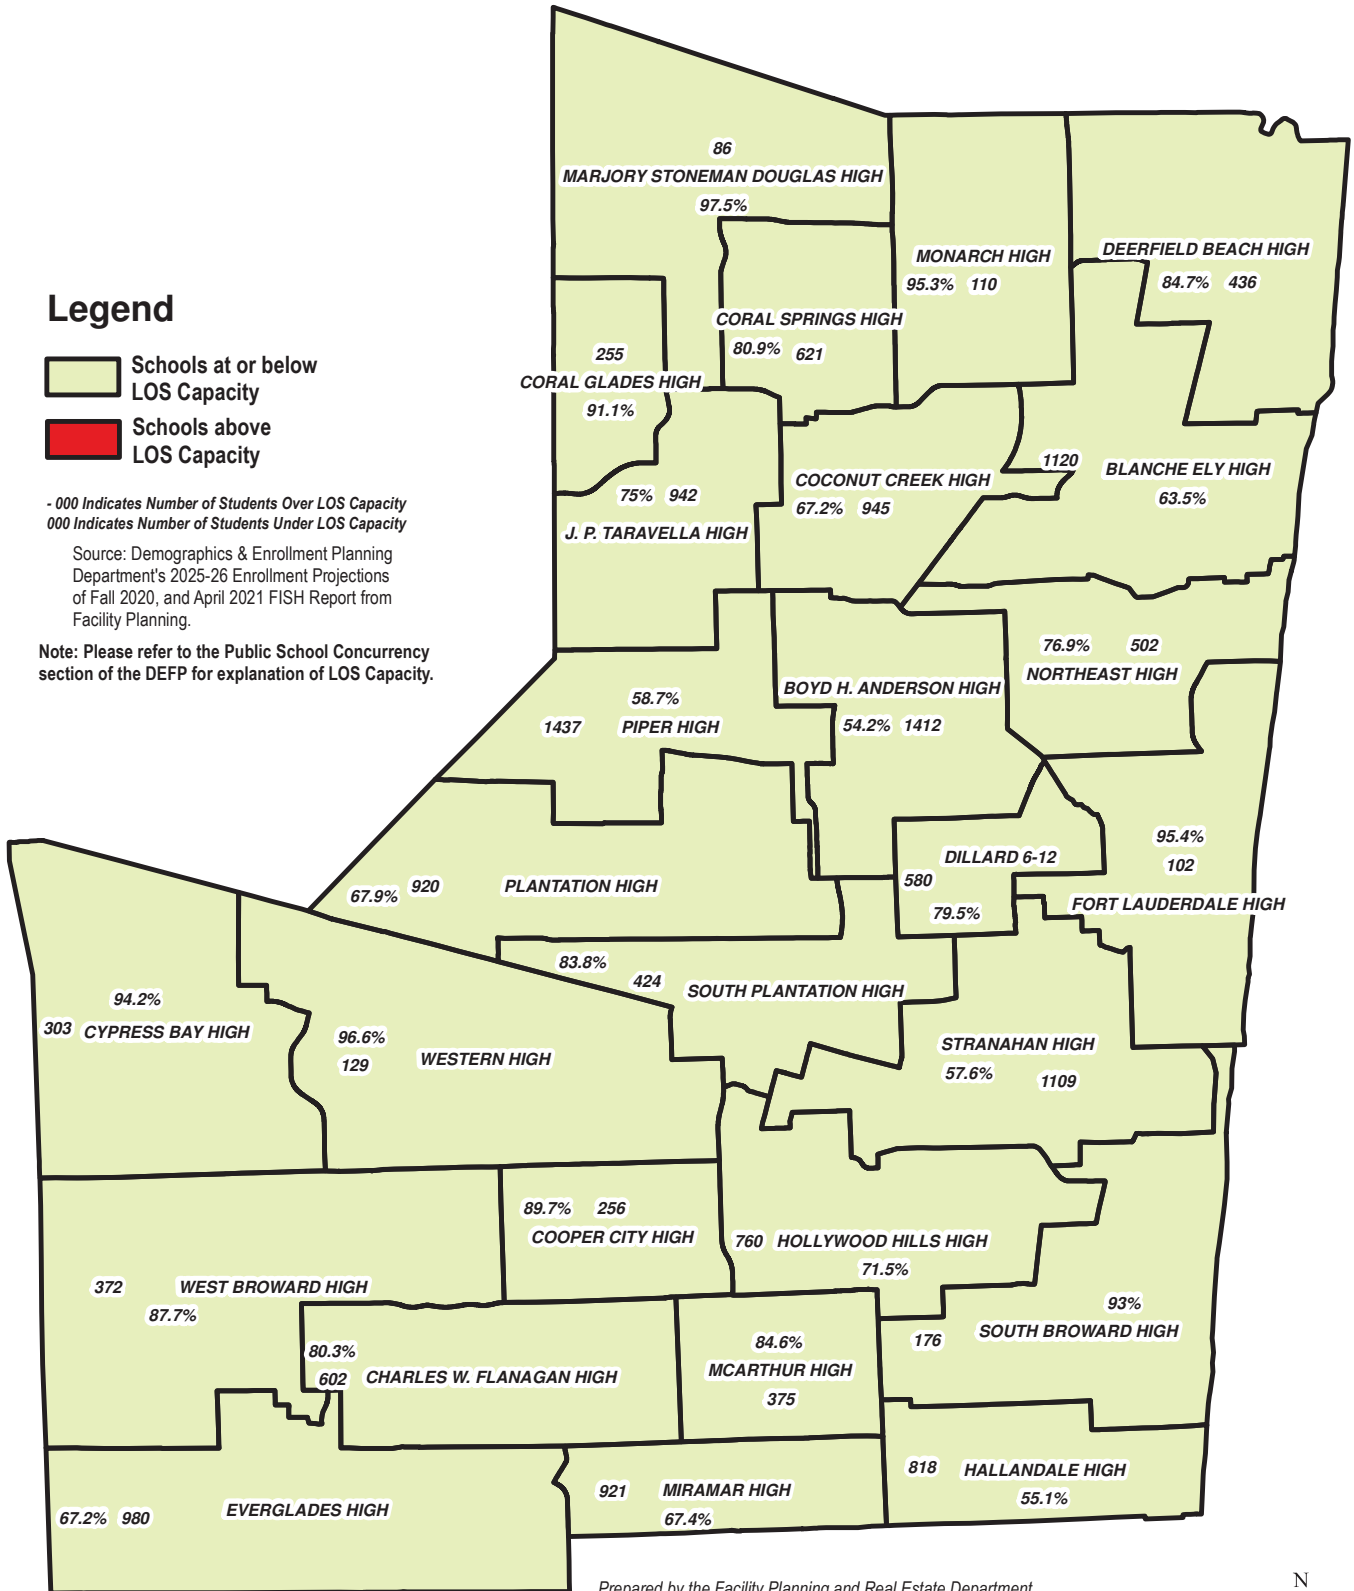 86
MARJORY STONEMAN DOUGLAS HIGH
97.5%
MONARCH HIGH
95.3% 110
DEERFIELD BEACH HIGH
84.7% 436
CORAL SPRINGS HIGH
80.9% 621
255
CORAL GLADES HIGH
91.1%
Legend
Schools at or below
LOS Capacity
Schools above
LOS Capacity
- 000 Indicates Number of Students Over LOS Capacity
000 Indicates Number of Students Under LOS Capacity
Source: Demographics & Enrollment Planning
Department's 2025-26 Enrollment Projections
of Fall 2020, and April 2021 FISH Report from
Facility Planning.
Note: Please refer to the Public School Concurrency
section of the DEFP for explanation of LOS Capacity.
75% 942
J. P. TARAVELLA HIGH
COCONUT CREEK HIGH
67.2% 945
1120
BLANCHE ELY HIGH
63.5%
76.9% 502
NORTHEAST HIGH
BOYD H. ANDERSON HIGH
54.2% 1412
58.7%
1437 PIPER HIGH
95.4%
102
FORT LAUDERDALE HIGH
DILLARD 6-12
580
79.5%
67.9% 920 PLANTATION HIGH
83.8%
424
SOUTH PLANTATION HIGH
94.2%
303 CYPRESS BAY HIGH
96.6%
129
WESTERN HIGH
STRANAHAN HIGH
57.6% 1109
89.7% 256
COOPER CITY HIGH
760 HOLLYWOOD HILLS HIGH
71.5%
372 WEST BROWARD HIGH
87.7%
93%
SOUTH BROWARD HIGH
176
80.3%
602 CHARLES W. FLANAGAN HIGH
84.6%
MCARTHUR HIGH
375
818 HALLANDALE HIGH
55.1%
921 MIRAMAR HIGH
67.4%
EVERGLADES HIGH
67.2% 980
Prepared by the Facility Planning and Real Estate Department
N